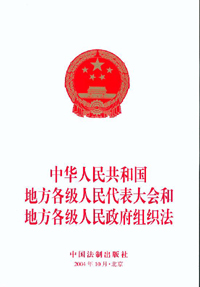 中华人民共和国
地方各级人民代表大会和
地方各级人民政府组织法
中国法制出版社
2004年10月·北京